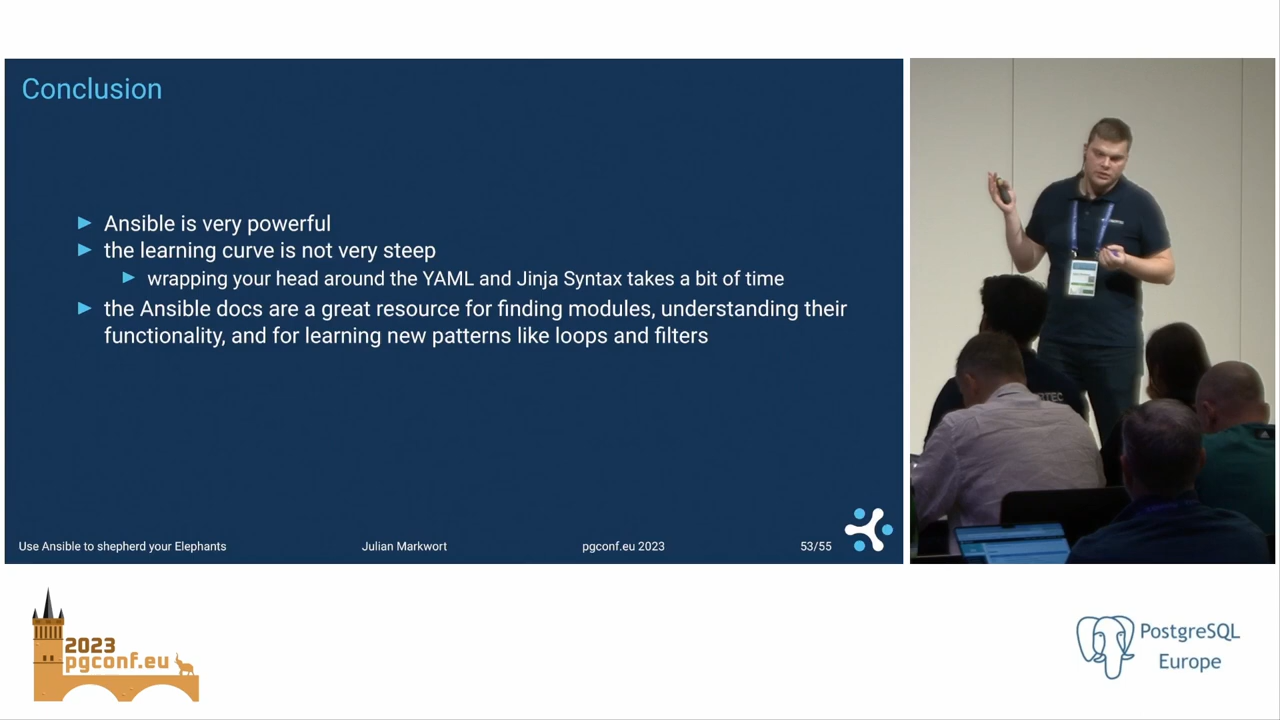 Conclusion
Ansible is very powerful
the learning curve is not very steep
wrapping your head around the YAML and Jinja Syntax takes a bit of time
the Ansible docs are a great resource for finding modules, understanding their
functionality, and for learning new patterns like loops and filters
Use Ansible to shepherd your Elephants
Julian Markwort
pgconf.eu 2023
53/55
2023
pgconf.eu
PostgreSQL
Europe